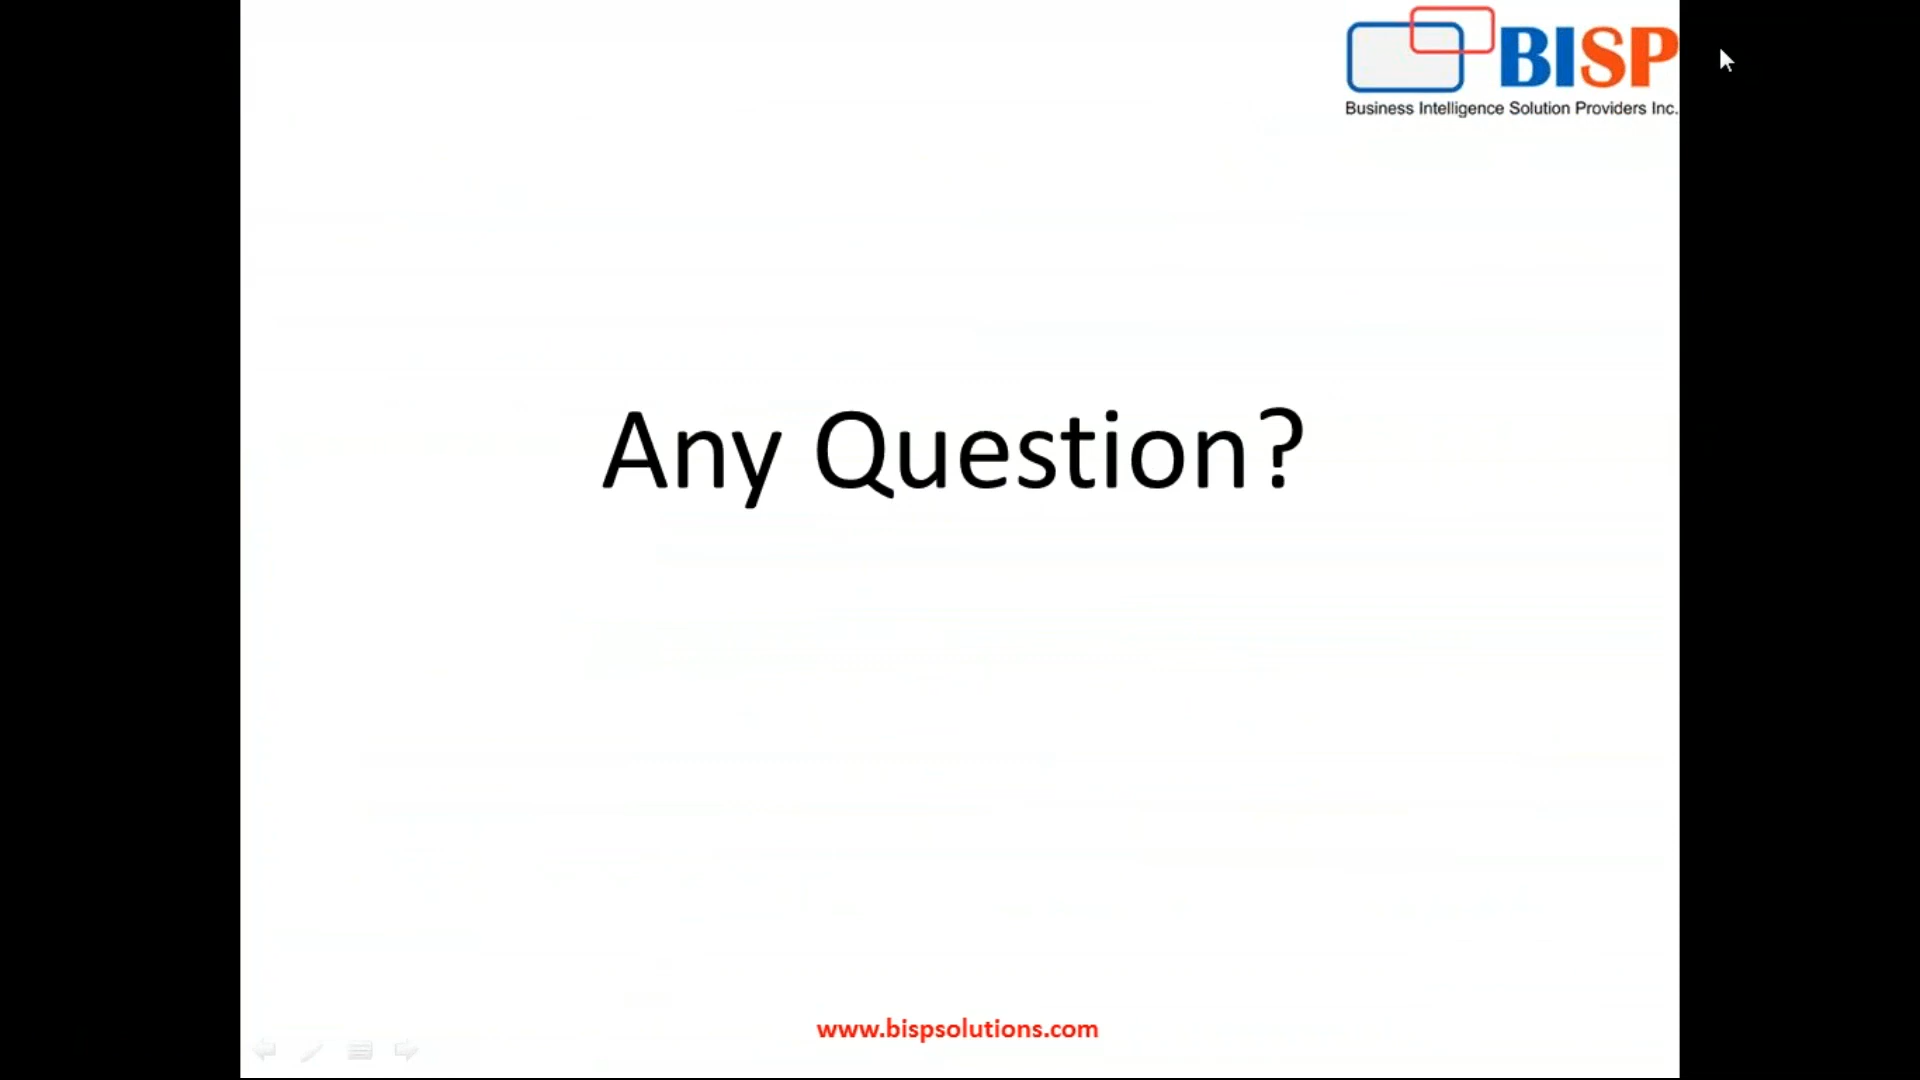 BISP
Business Intelligence Solution Providers Inc.
Any Question?
www.bispsolutions.com